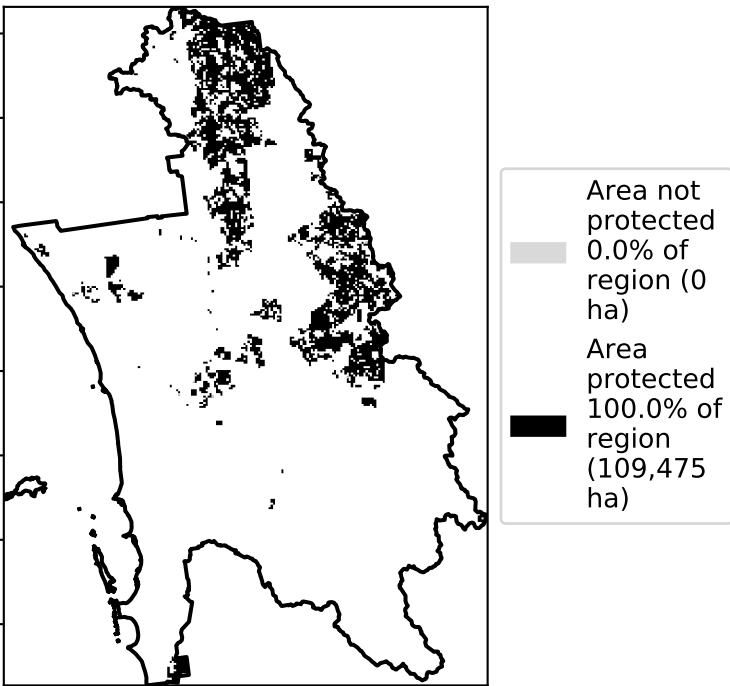 Area not
protected
0.0% of
region (0
ha)
Area
protected
100.0% of
region
(109,475
ha)